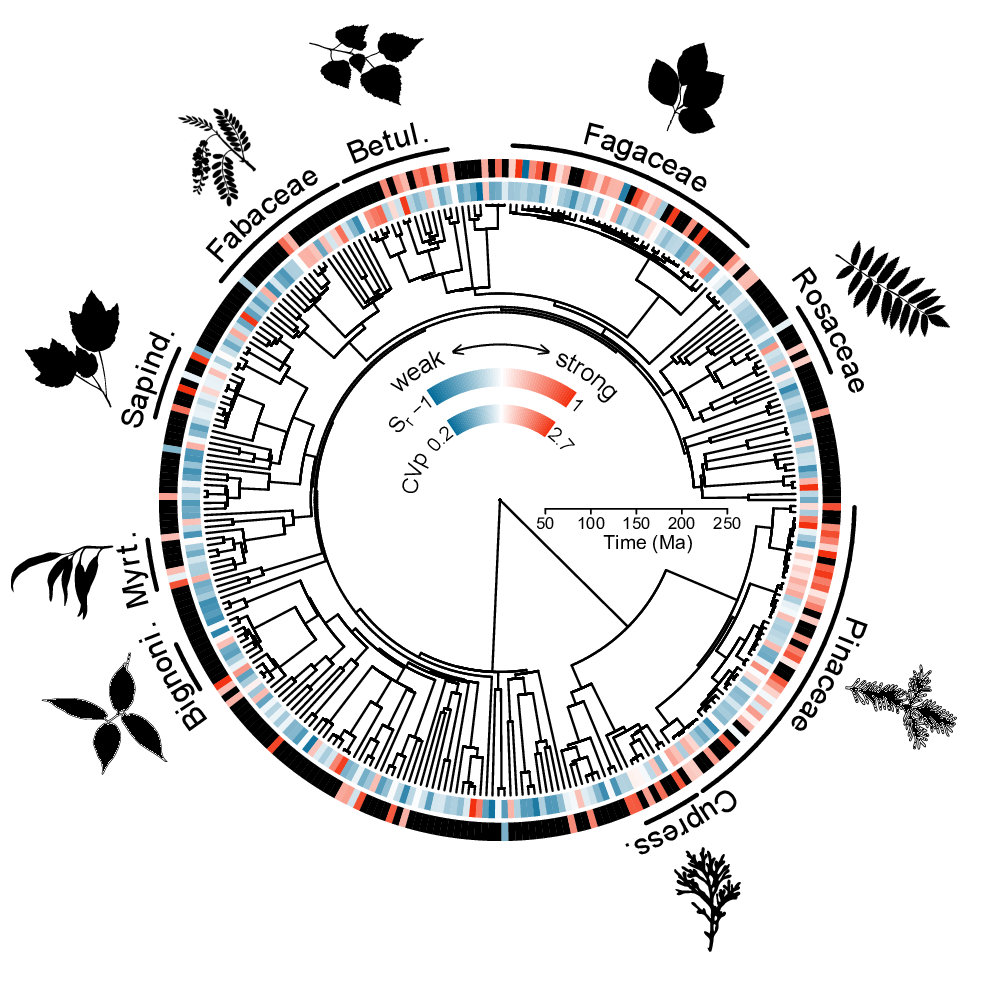 Betul.
Fagaceae
Fabaceae
Rosaceae
Sapind.
weak
strong
Sr
−1
1
CVp
0.2
2.7
50 100 150 200 250
Time (Ma)
Myrt.
Bignoni.
Pinaceae
Cupress.